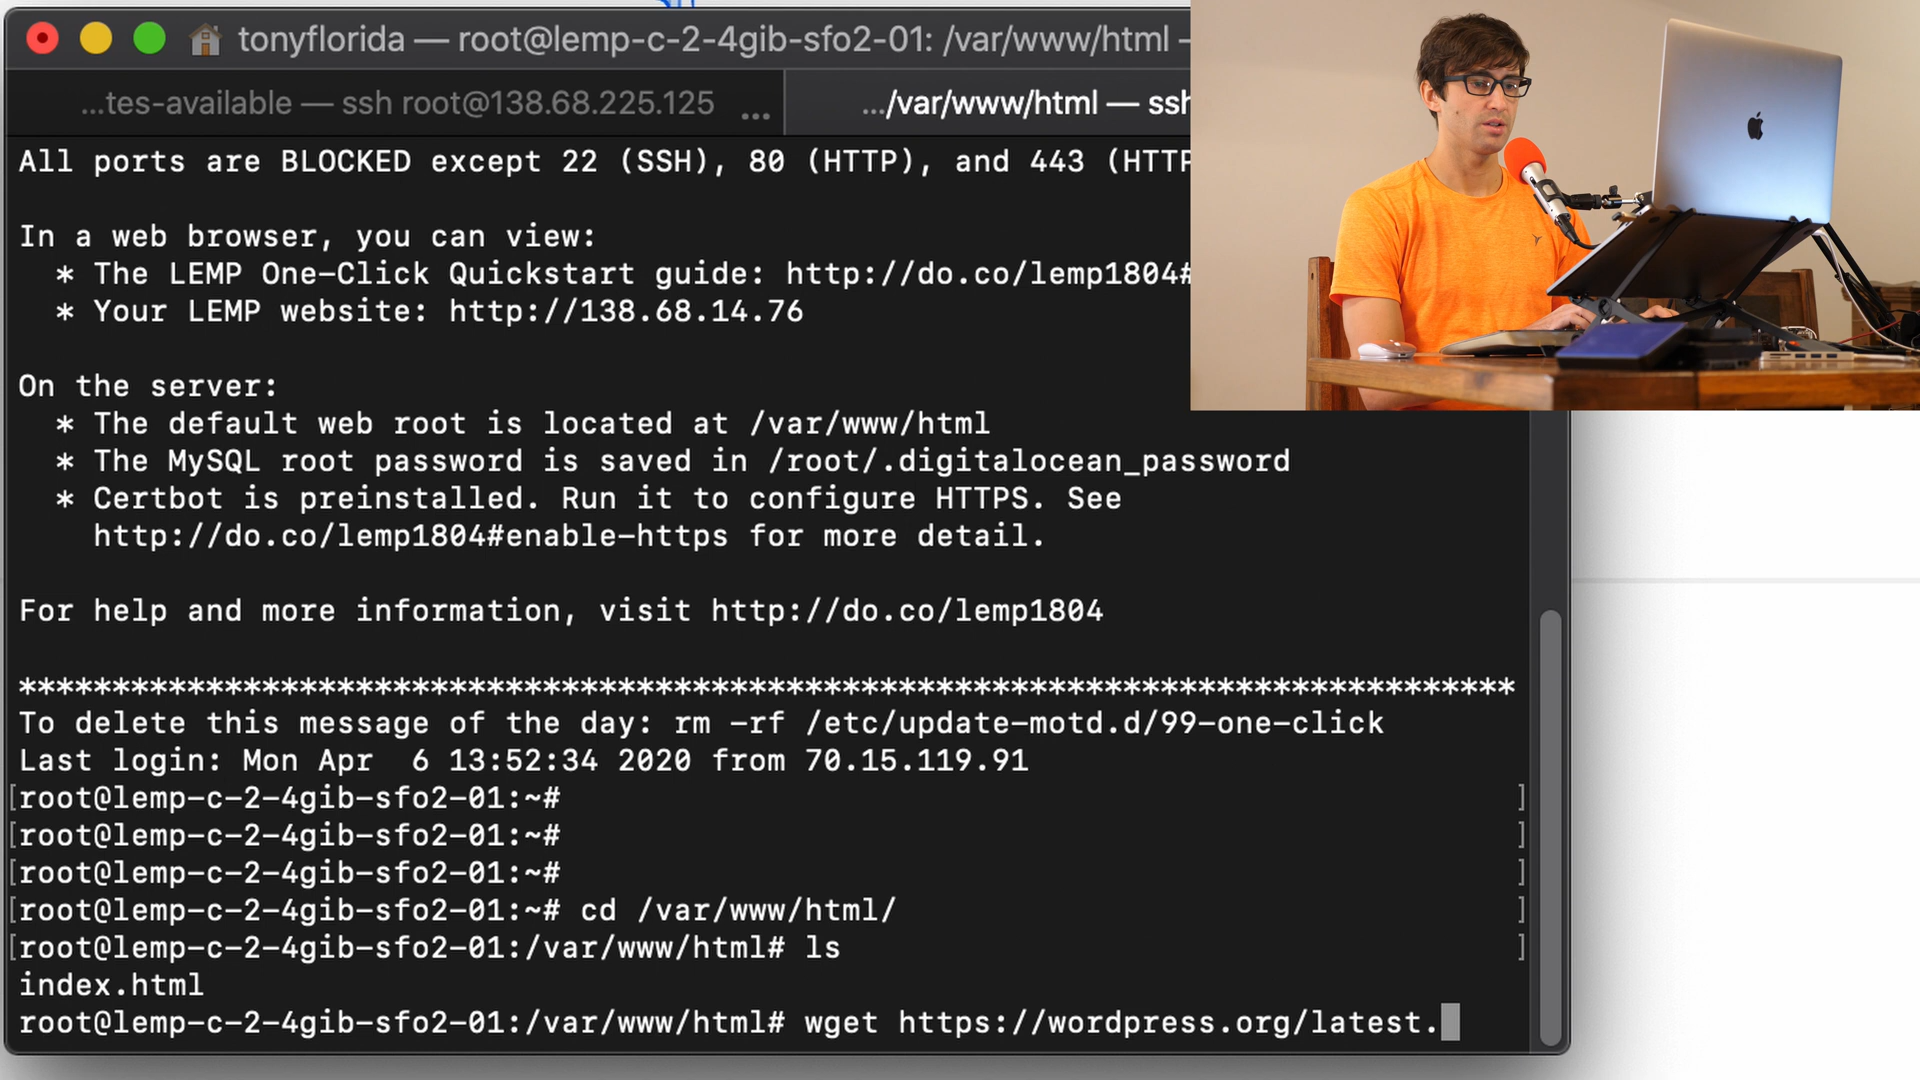 tonyflorida — root@lemp-c-2-4gib-sfo2-01: /var/www/html –
...tes-available — ssh root@138.68.225.125 ...
.../var/www/html — ssh
All ports are BLOCKED except 22 (SSH), 80 (HTTP), and 443 (HTTP
In a web browser, you can view:
* The LEMP One-Click Quickstart guide: http://do.co/lemp1804#
* Your LEMP website: http://138.68.14.76
On the server:
* The default web root is located at /var/www/html
* The MySQL root password is saved in /root/.digitalocean_password
* Certbot is preinstalled. Run it to configure HTTPS. See
http://do.co/lemp1804#enable-https for more detail.
For help and more information, visit http://do.co/lemp1804
********************************************************************************
To delete this message of the day: rm -rf /etc/update-motd.d/99-one-click
Last login: Mon Apr  6 13:52:34 2020 from 70.15.119.91
[root@lemp-c-2-4gib-sfo2-01:~# ]
[root@lemp-c-2-4gib-sfo2-01:~# ]
[root@lemp-c-2-4gib-sfo2-01:~# ]
[root@lemp-c-2-4gib-sfo2-01:~# cd /var/www/html/ ]
[root@lemp-c-2-4gib-sfo2-01:/var/www/html# ls ]
index.html
root@lemp-c-2-4gib-sfo2-01:/var/www/html# wget https://wordpress.org/latest.